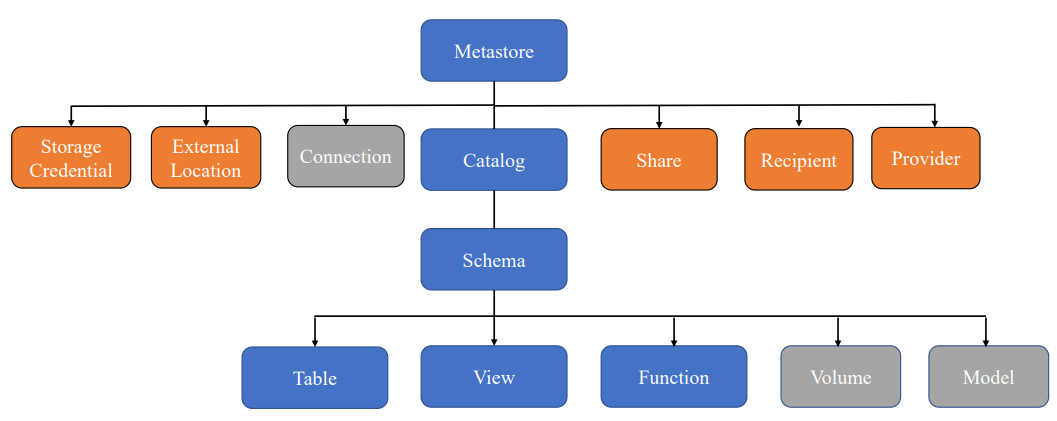 Metastore
Storage
Credential
External
Location
Connection
Catalog
Share
Recipient
Provider
Schema
Table
View
Function
Volume
Model